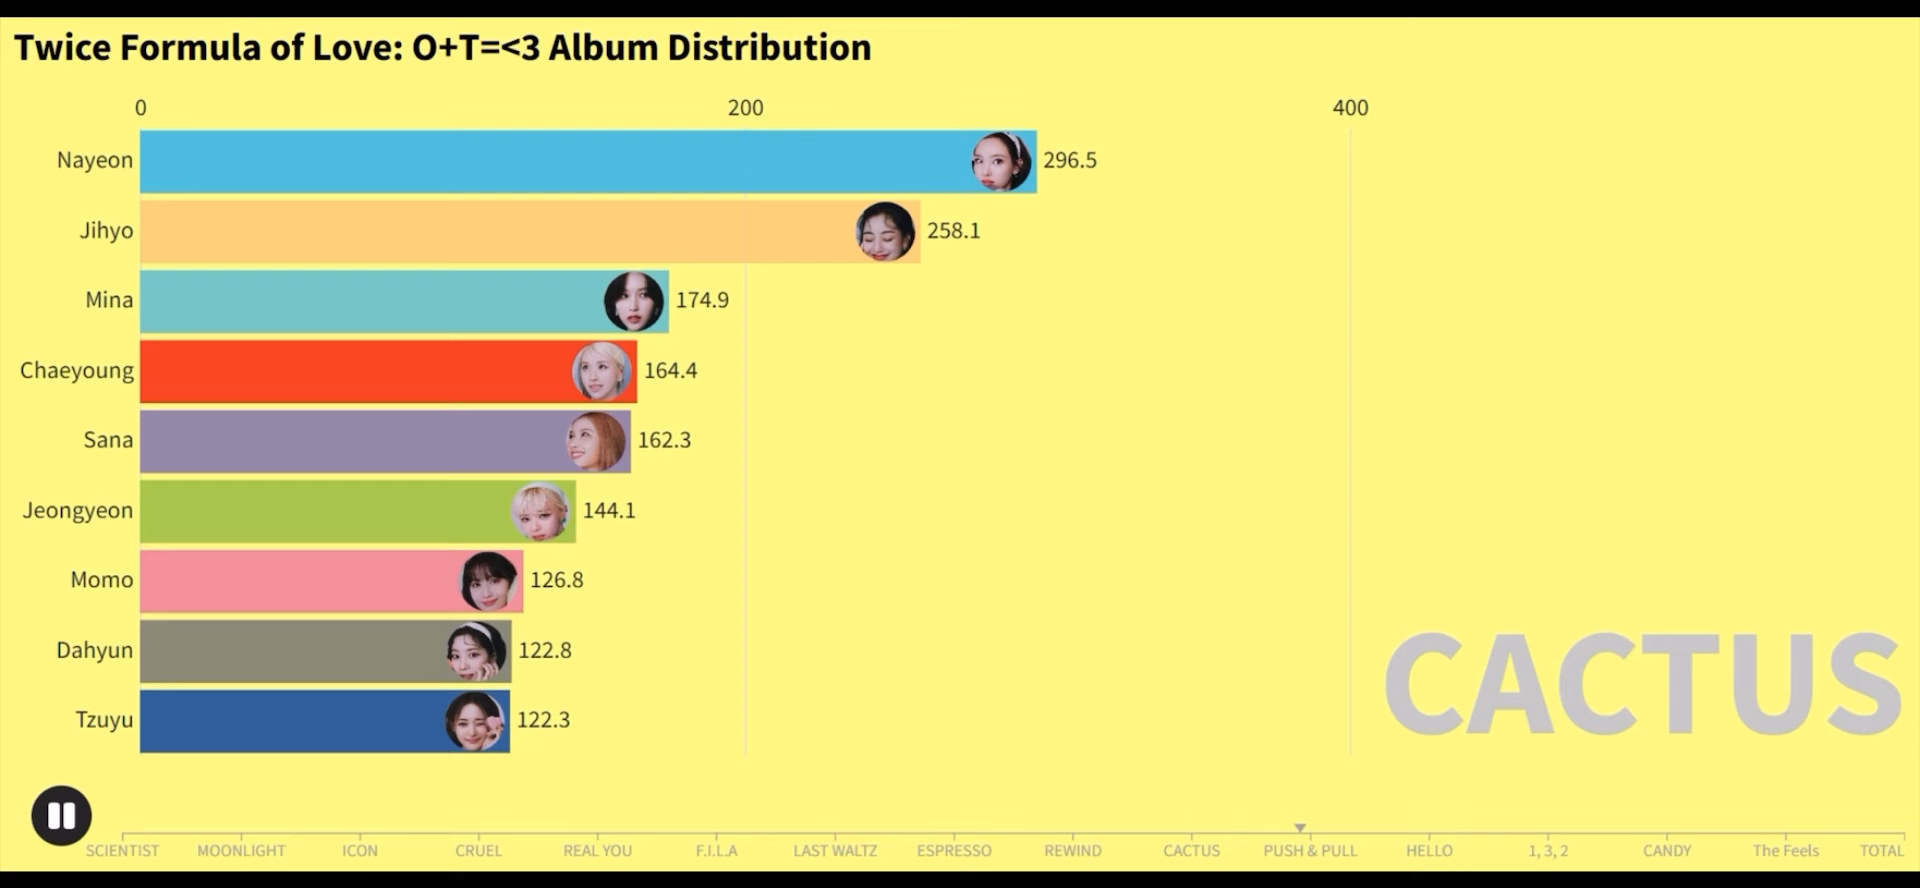 Twice Formula of Love: O+T=<3 Album Distribution
0 200 400
Nayeon 296.5
Jihyo 258.1
Mina 174.9
Chaeyoung 164.4
Sana 162.3
Jeongyeon 144.1
Momo 126.8
Dahyun 122.8
Tzuyu 122.3
CACTUS
SCIENTIST MOONLIGHT ICON CRUEL REAL YOU F.I.L.A LAST WALTZ ESPRESSO REWIND CACTUS PUSH & PULL HELLO 1, 3, 2 CANDY The Feels TOTAL